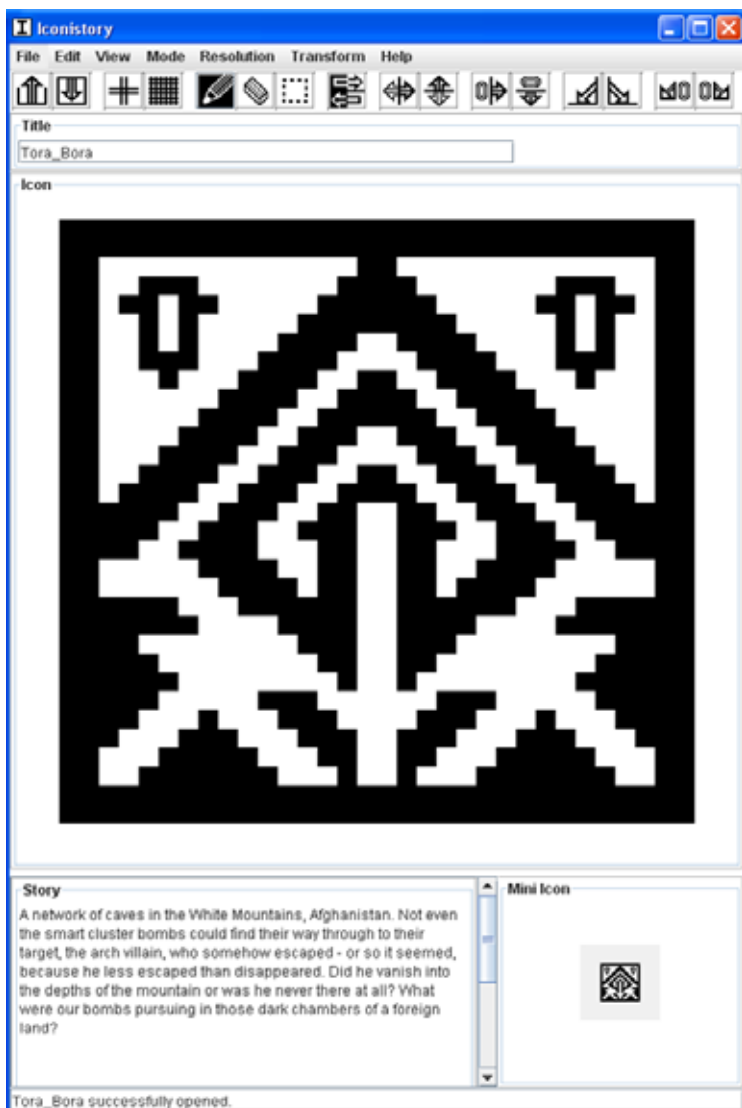 Iconistory
File Edit View Mode Resolution Transform Help
Title
Tora_Bora
Icon
Story
A network of caves in the White Mountains, Afghanistan. Not even
the smart cluster bombs could find their way through to their
target, the arch villain, who somehow escaped - or so it seemed,
because he less escaped than disappeared. Did he vanish into
the depths of the mountain or was he never there at all? What
were our bombs pursuing in those dark chambers of a foreign
land?
Mini Icon
Tora_Bora successfully opened.